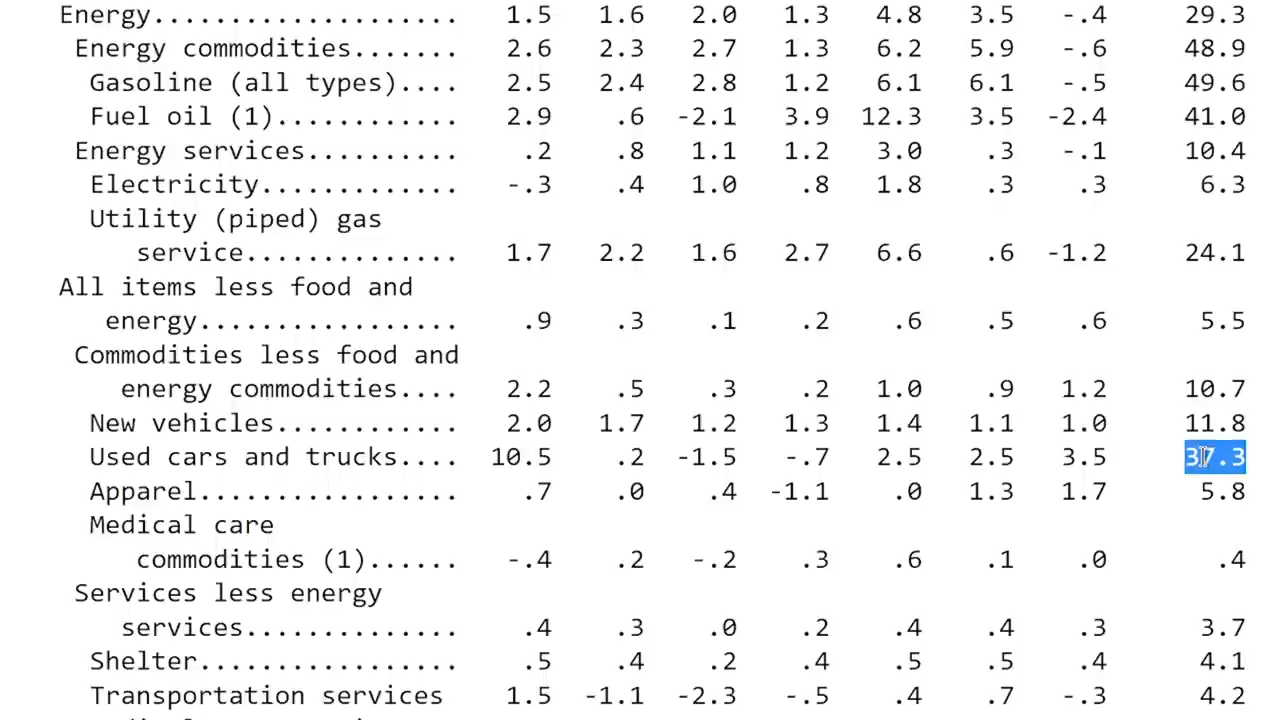 Energy.................... 1.5 1.6 2.0 1.3 4.8 3.5 -.4 29.3
Energy commodities....... 2.6 2.3 2.7 1.3 6.2 5.9 -.6 48.9
Gasoline (all types).... 2.5 2.4 2.8 1.2 6.1 6.1 -.5 49.6
Fuel oil (1)............ 2.9 .6 -2.1 3.9 12.3 3.5 -2.4 41.0
Energy services.......... .2 .8 1.1 1.2 3.0 .3 -.1 10.4
Electricity............. -.3 .4 1.0 .8 1.8 .3 .3 6.3
Utility (piped) gas
service.............. 1.7 2.2 1.6 2.7 6.6 .6 -1.2 24.1
All items less food and
energy................. .9 .3 .1 .2 .6 .5 .6 5.5
Commodities less food and
energy commodities.... 2.2 .5 .3 .2 1.0 .9 1.2 10.7
New vehicles............ 2.0 1.7 1.2 1.3 1.4 1.1 1.0 11.8
Used cars and trucks.... 10.5 .2 -1.5 -.7 2.5 2.5 3.5 37.3
Apparel................. .7 .0 .4 -1.1 .0 1.3 1.7 5.8
Medical care
commodities (1)...... -.4 .2 -.2 .3 .6 .1 .0 .4
Services less energy
services.............. .4 .3 .0 .2 .4 .4 .3 3.7
Shelter................. .5 .4 .2 .4 .5 .5 .4 4.1
Transportation services 1.5 -1.1 -2.3 -.5 .4 .7 -.3 4.2